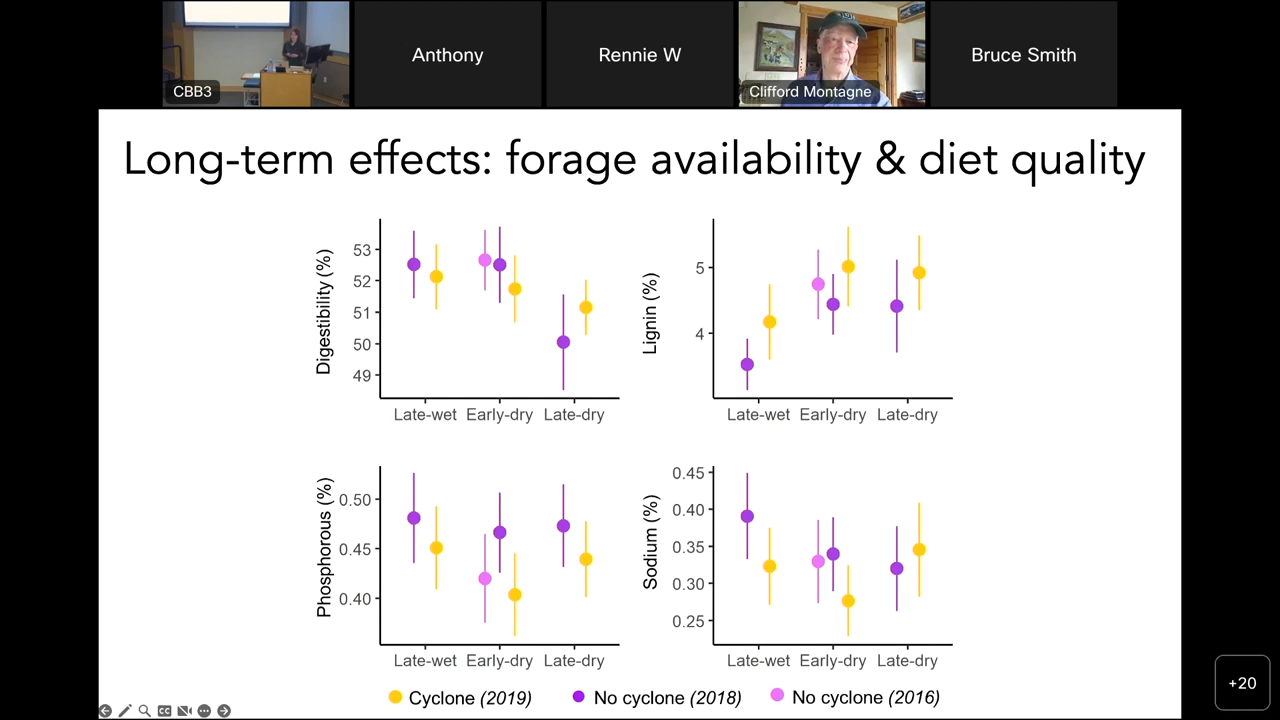 CBB3
Anthony
Rennie W
Clifford Montagne
Bruce Smith
Long-term effects: forage availability & diet quality
Digestibility (%)
53
52
51
50
49
Late-wet Early-dry Late-dry
Lignin (%)
5
4
Late-wet Early-dry Late-dry
Phosphorous (%)
0.50
0.45
0.40
Late-wet Early-dry Late-dry
Sodium (%)
0.45
0.40
0.35
0.30
0.25
Late-wet Early-dry Late-dry
Cyclone (2019) No cyclone (2018) No cyclone (2016)
CC
+20